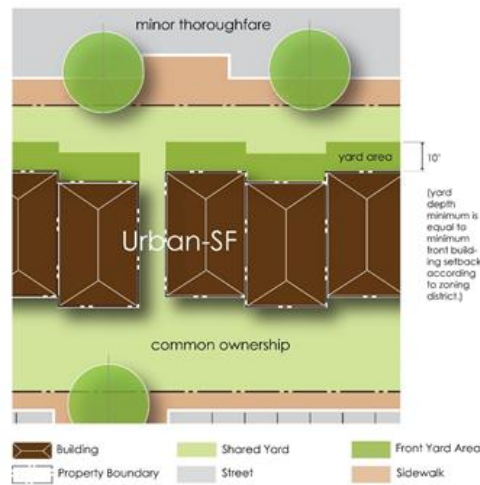 minor thoroughfare
yard area
10'
(yard
depth
minimum is
equal to
minimum
front build-
ing setback
according
to zoning
district.)
Urban-SF
common ownership
Building
Shared Yard
Front Yard Area
Property Boundary
Street
Sidewalk